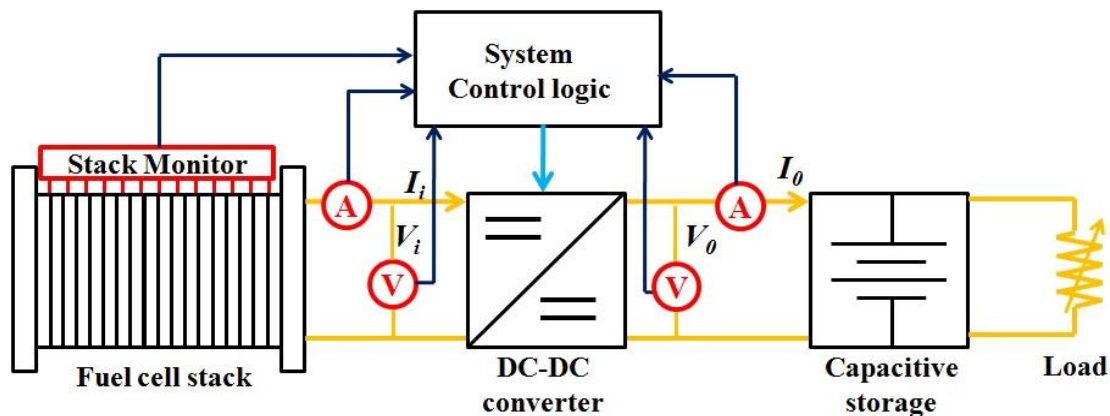 System
Control logic
Stack Monitor
A
I_i
V_i
V
V_0
V
A
I_0
Fuel cell stack
DC-DC
converter
Capacitive
storage
Load